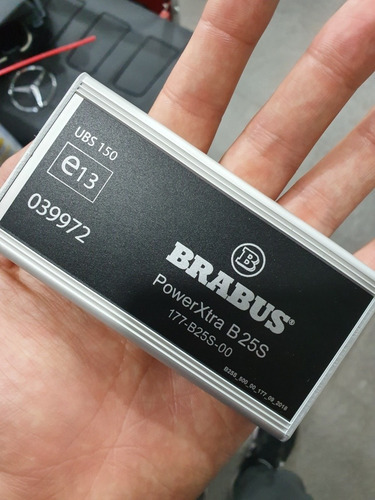 UBS 150
e13
039972
B
BRABUS®
PowerXtra B25S
177-B25S-00